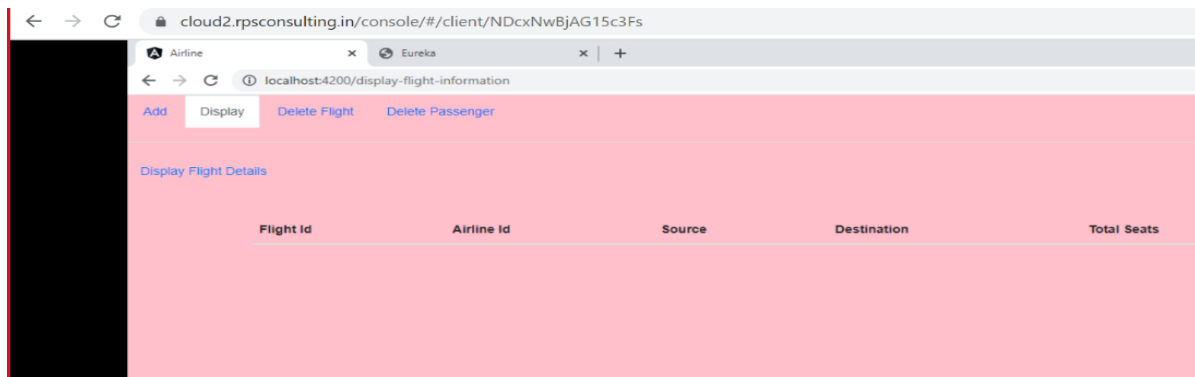 cloud2.rpsconsulting.in/console/#/client/NDcxNwBjAG15c3Fs
Airline Eureka
localhost:4200/display-flight-information
Add Display Delete Flight Delete Passenger
Display Flight Details
Flight Id Airline Id Source Destination Total Seats